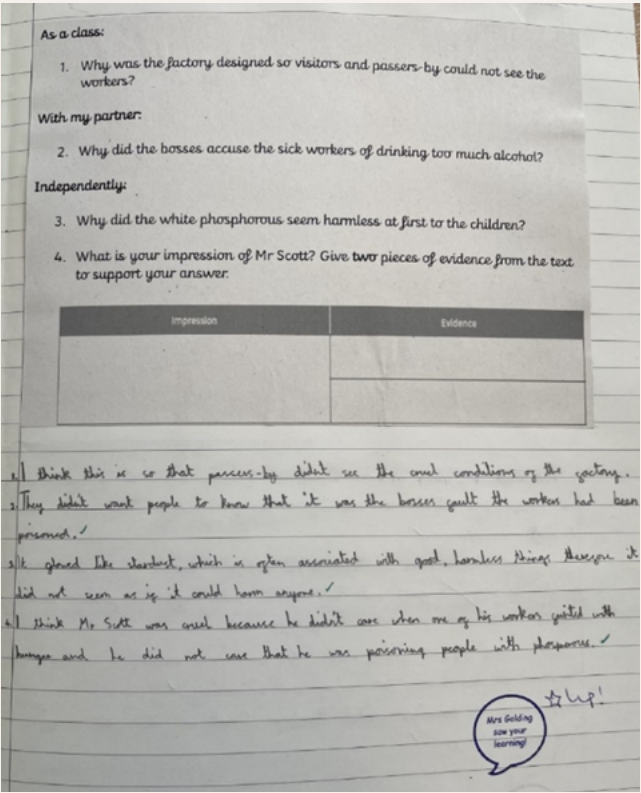 As a class:
1. Why was the factory designed so visitors and passers-by could not see the
workers?
With my partner:
2. Why did the bosses accuse the sick workers of drinking too much alcohol?
Independently:
3. Why did the white phosphorous seem harmless at first to the children?
4. What is your impression of Mr Scott? Give two pieces of evidence from the text
to support your answer.
Impression Evidence
1. I think this is so that passers-by didn't see the cruel conditions of the factory.
2. They didn't want people to know that it was the bosses fault the workers had been
poisoned. ✓
3. It glowed like stardust, which is often associated with good, harmless things therefore it
did not seem as if it could harm anyone. ✓
4. I think Mr Scott was cruel because he didn't care when one of his workers fainted with
hunger and he did not care that he was poisoning people with phosporus. ✓
Mrs Golding
saw your
learning!